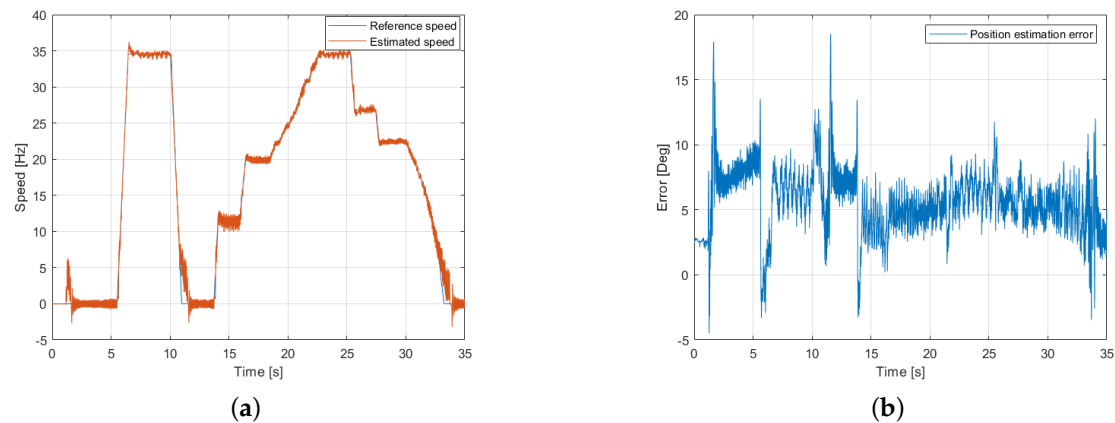 40
35
30
25
20
15
10
5
0
-5
Speed [Hz]
Reference speed
Estimated speed
0 5 10 15 20 25 30 35
Time [s]
(a)
20
15
10
5
0
-5
Error [Deg]
Position estimation error
0 5 10 15 20 25 30 35
Time [s]
(b)